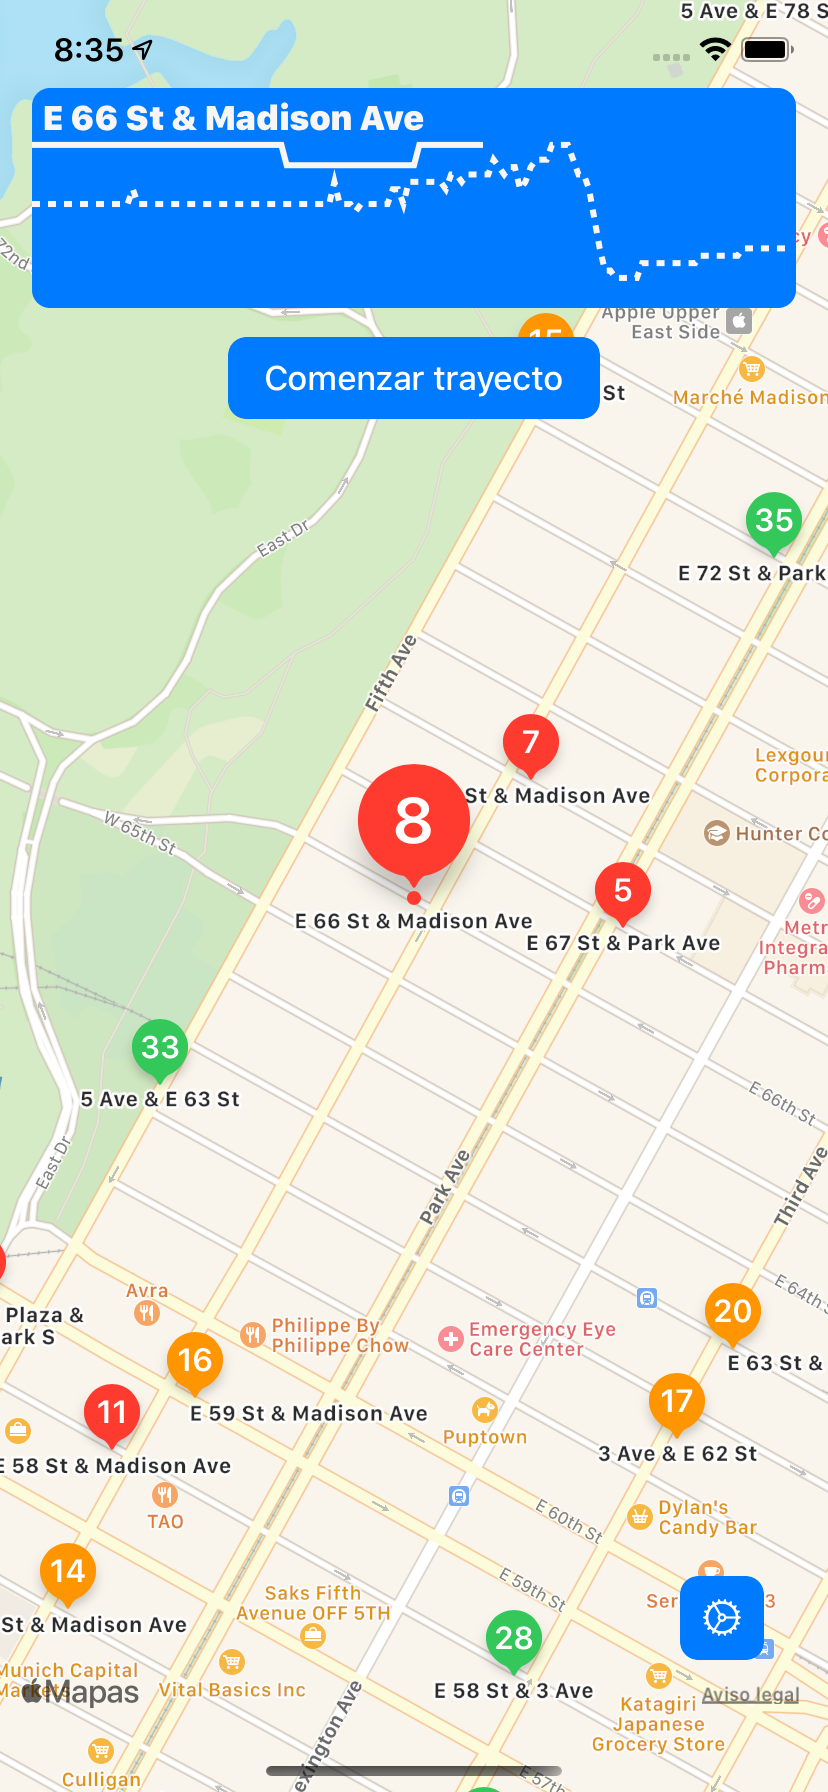 5 Ave & E 78 S
8:35
E 66 St & Madison Ave
72nd
cy
15
Apple Upper
East Side
Comenzar trayecto
St
Marché Madison
35
East Dr
E 72 St & Park
Fifth Ave
7
Lexgou
Corpora
St & Madison Ave
8
W 65th St
Hunter Co
5
E 66 St & Madison Ave
E 67 St & Park Ave
Metr
Integra
Pharm
33
5 Ave & E 63 St
E 66th St
East Dr
Park Ave
Third Ave
Avra
E 64th St
Plaza &
ark S
20
Philippe By
Philippe Chow
Emergency Eye
Care Center
16
E 63 St &
11
17
E 59 St & Madison Ave
Puptown
3 Ave & E 62 St
E 58 St & Madison Ave
TAO
E 60th St
Dylan's
Candy Bar
14
E 59th St
Saks Fifth
Avenue OFF 5TH
Ser
3
St & Madison Ave
28
Munich Capital
Markets
Mapas
Vital Basics Inc
E 58 St & 3 Ave
Aviso legal
Katagiri
Japanese
Grocery Store
exington Ave
Culligan
E 57th